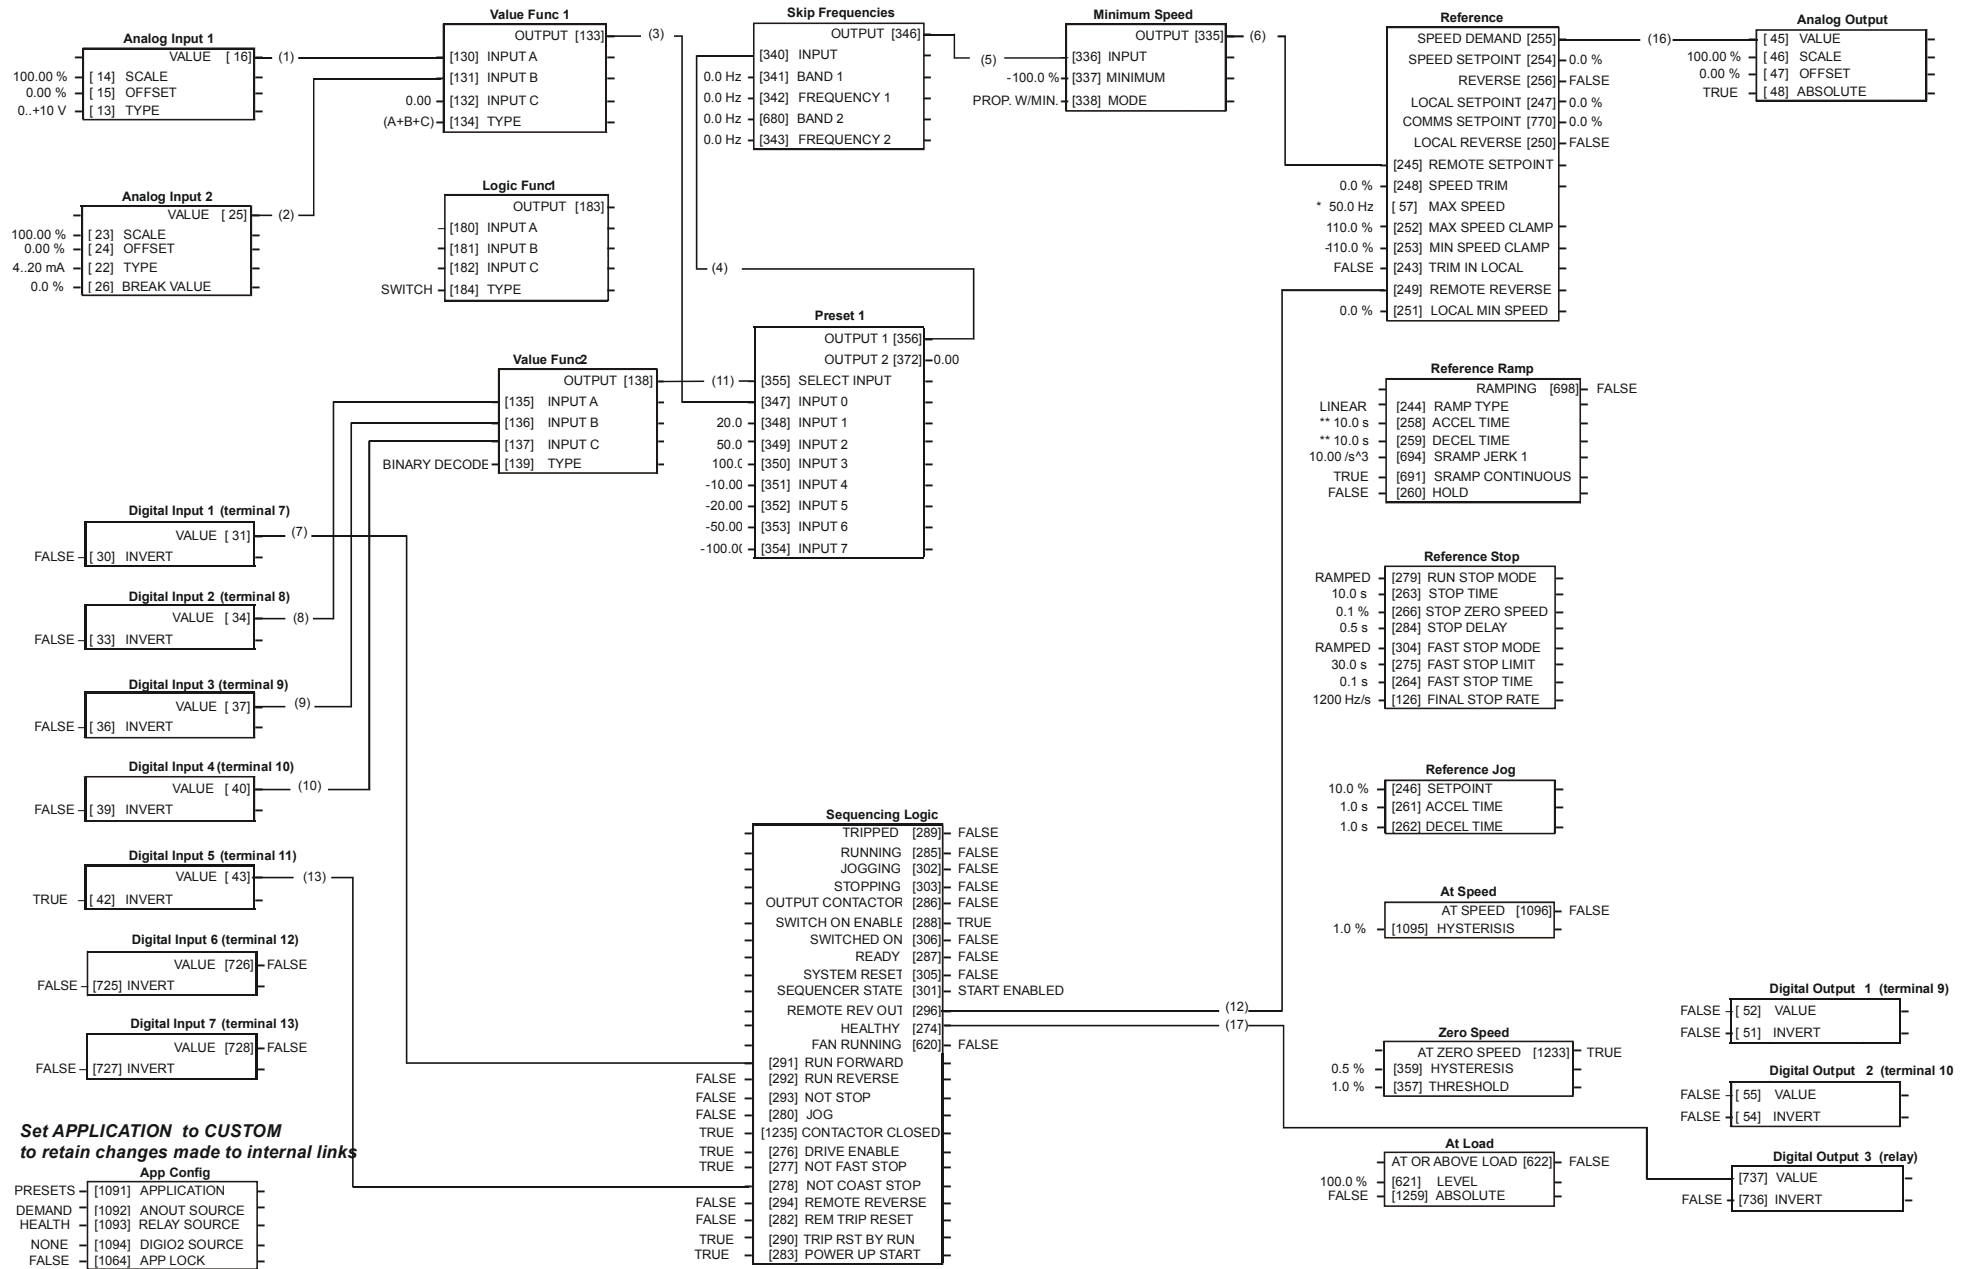 Analog Input 1
VALUE [ 16]
(1)
100.00 % [ 14] SCALE
0.00 % [ 15] OFFSET
0..+10 V [ 13] TYPE
Analog Input 2
VALUE [ 25]
(2)
100.00 % [ 23] SCALE
0.00 % [ 24] OFFSET
4..20 mA [ 22] TYPE
0.0 % [ 26] BREAK VALUE
Value Func 1
OUTPUT [133]
(3)
[130] INPUT A
[131] INPUT B
0.00 [132] INPUT C
(A+B+C) [134] TYPE
Logic Func1
OUTPUT [183]
[180] INPUT A
[181] INPUT B
[182] INPUT C
SWITCH [184] TYPE
Skip Frequencies
OUTPUT [346]
[340] INPUT
0.0 Hz [341] BAND 1
0.0 Hz [342] FREQUENCY 1
0.0 Hz [680] BAND 2
0.0 Hz [343] FREQUENCY 2
(4)
(5)
Minimum Speed
OUTPUT [335]
(6)
[336] INPUT
-100.0 % [337] MINIMUM
PROP. W/MIN. [338] MODE
Reference
SPEED DEMAND [255]
SPEED SETPOINT [254] 0.0 %
REVERSE [256] FALSE
LOCAL SETPOINT [247] 0.0 %
COMMS SETPOINT [770] 0.0 %
LOCAL REVERSE [250] FALSE
[245] REMOTE SETPOINT
0.0 % [248] SPEED TRIM
* 50.0 Hz [ 57] MAX SPEED
110.0 % [252] MAX SPEED CLAMP
-110.0 % [253] MIN SPEED CLAMP
FALSE [243] TRIM IN LOCAL
[249] REMOTE REVERSE
0.0 % [251] LOCAL MIN SPEED
(16)
Analog Output
[ 45] VALUE
100.00 % [ 46] SCALE
0.00 % [ 47] OFFSET
TRUE [ 48] ABSOLUTE
Value Func2
OUTPUT [138]
(11)
[135] INPUT A
[136] INPUT B
[137] INPUT C
BINARY DECODE [139] TYPE
Preset 1
OUTPUT 1 [356]
OUTPUT 2 [372] 0.00
[355] SELECT INPUT
[347] INPUT 0
20.0 [348] INPUT 1
50.0 [349] INPUT 2
100.0 [350] INPUT 3
-10.00 [351] INPUT 4
-20.00 [352] INPUT 5
-50.00 [353] INPUT 6
-100.0 [354] INPUT 7
Reference Ramp
RAMPING [698] FALSE
LINEAR [244] RAMP TYPE
** 10.0 s [258] ACCEL TIME
** 10.0 s [259] DECEL TIME
10.00 /s^3 [694] SRAMP JERK 1
TRUE [691] SRAMP CONTINUOUS
FALSE [260] HOLD
Digital Input 1 (terminal 7)
VALUE [ 31]
(7)
FALSE [ 30] INVERT
Digital Input 2 (terminal 8)
VALUE [ 34]
(8)
FALSE [ 33] INVERT
Digital Input 3 (terminal 9)
VALUE [ 37]
(9)
FALSE [ 36] INVERT
Digital Input 4 (terminal 10)
VALUE [ 40]
(10)
FALSE [ 39] INVERT
Digital Input 5 (terminal 11)
VALUE [ 43]
(13)
TRUE [ 42] INVERT
Digital Input 6 (terminal 12)
VALUE [726] FALSE
FALSE [725] INVERT
Digital Input 7 (terminal 13)
VALUE [728] FALSE
FALSE [727] INVERT
Reference Stop
RAMPED [279] RUN STOP MODE
10.0 s [263] STOP TIME
0.1 % [266] STOP ZERO SPEED
0.5 s [284] STOP DELAY
RAMPED [304] FAST STOP MODE
30.0 s [275] FAST STOP LIMIT
0.1 s [264] FAST STOP TIME
1200 Hz/s [126] FINAL STOP RATE
Reference Jog
10.0 % [246] SETPOINT
1.0 s [261] ACCEL TIME
1.0 s [262] DECEL TIME
Sequencing Logic
TRIPPED [289] FALSE
RUNNING [285] FALSE
JOGGING [302] FALSE
STOPPING [303] FALSE
OUTPUT CONTACTOR [286] FALSE
SWITCH ON ENABLE [288] TRUE
SWITCHED ON [306] FALSE
READY [287] FALSE
SYSTEM RESET [305] FALSE
SEQUENCER STATE [301] START ENABLED
REMOTE REV OUT [296]
(12)
HEALTHY [274]
(17)
FAN RUNNING [620] FALSE
[291] RUN FORWARD
FALSE [292] RUN REVERSE
FALSE [293] NOT STOP
FALSE [280] JOG
TRUE [1235] CONTACTOR CLOSED
TRUE [276] DRIVE ENABLE
TRUE [277] NOT FAST STOP
[278] NOT COAST STOP
FALSE [294] REMOTE REVERSE
FALSE [282] REM TRIP RESET
TRUE [290] TRIP RST BY RUN
TRUE [283] POWER UP START
At Speed
AT SPEED [1096] FALSE
1.0 % [1095] HYSTERISIS
Zero Speed
AT ZERO SPEED [1233] TRUE
0.5 % [359] HYSTERESIS
1.0 % [357] THRESHOLD
At Load
AT OR ABOVE LOAD [622] FALSE
100.0 % [621] LEVEL
FALSE [1259] ABSOLUTE
Digital Output 1 (terminal 9)
FALSE [ 52] VALUE
FALSE [ 51] INVERT
Digital Output 2 (terminal 10
FALSE [ 55] VALUE
FALSE [ 54] INVERT
Digital Output 3 (relay)
[737] VALUE
FALSE [736] INVERT
Set APPLICATION to CUSTOM
to retain changes made to internal links
App Config
PRESETS [1091] APPLICATION
DEMAND [1092] ANOUT SOURCE
HEALTH [1093] RELAY SOURCE
NONE [1094] DIGIO2 SOURCE
FALSE [1064] APP LOCK